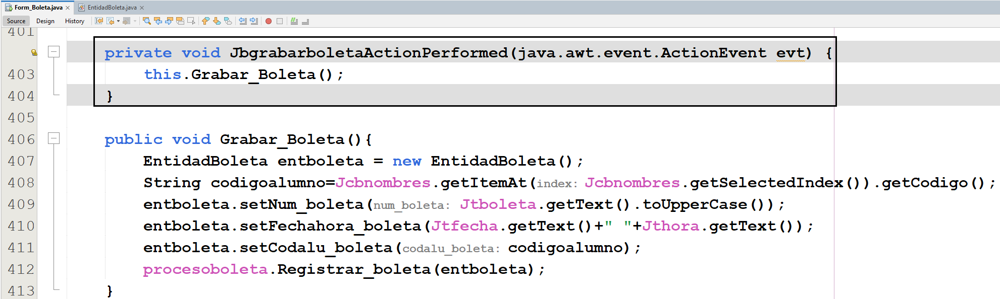 Form_Boleta.java × EntidadBoleta.java ×
Source Design History
401
private void JbgrabarboletaActionPerformed(java.awt.event.ActionEvent evt) {
403 this.Grabar_Boleta();
404 }
405
406 public void Grabar_Boleta(){
407 EntidadBoleta entboleta = new EntidadBoleta();
408 String codigoalumno=Jcbnombres.getItemAt(index: Jcbnombres.getSelectedIndex()).getCodigo();
409 entboleta.setNum_boleta(num_boleta: Jtboleta.getText().toUpperCase());
410 entboleta.setFechahora_boleta(Jtfecha.getText()+" "+Jthora.getText());
411 entboleta.setCodalu_boleta(codalu_boleta: codigoalumno);
412 procesoboleta.Registrar_boleta(entboleta);
413 }